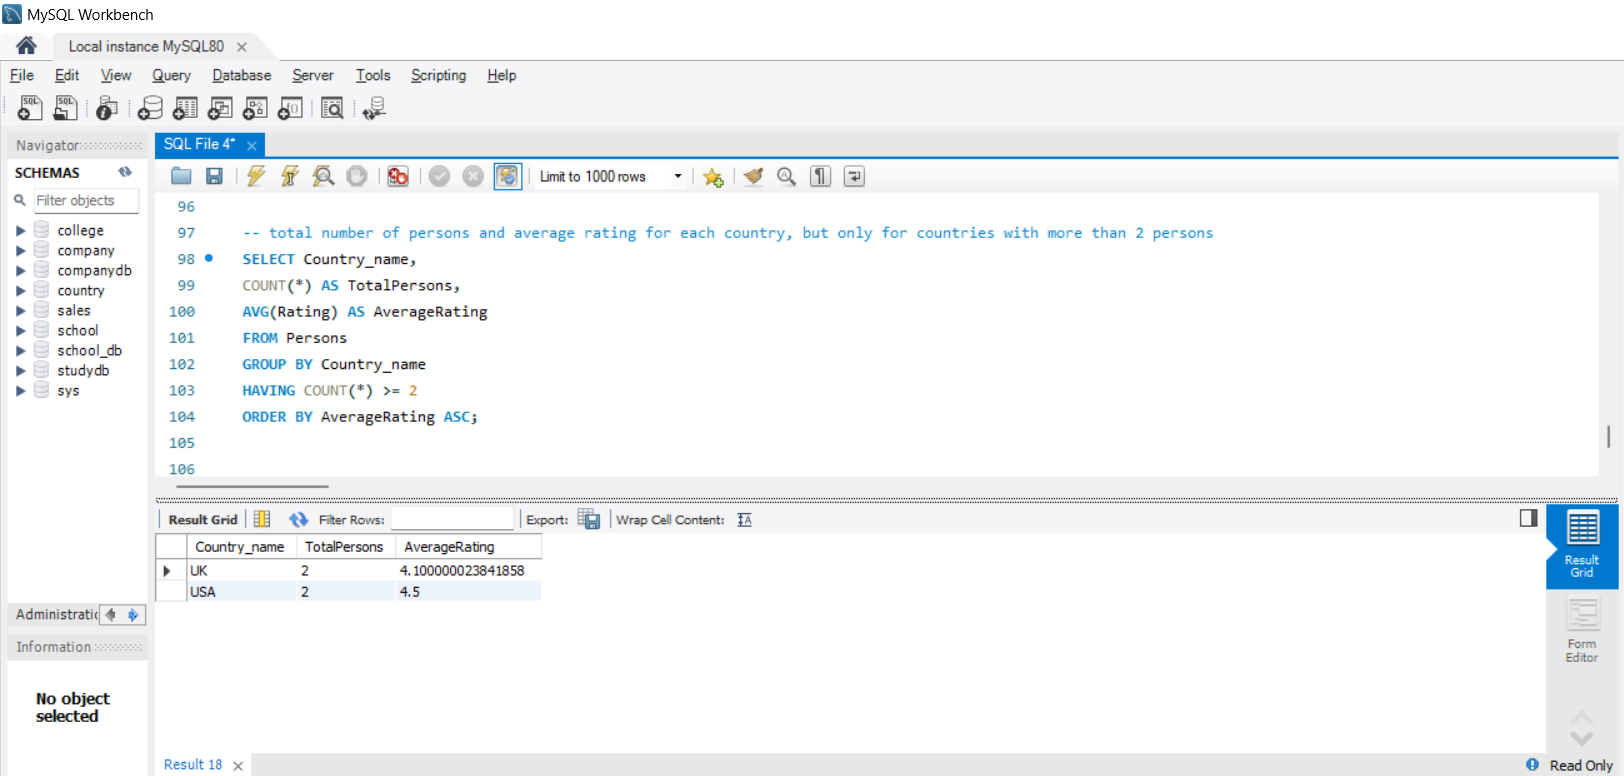 MySQL Workbench
Local instance MySQL80
File Edit View Query Database Server Tools Scripting Help
Navigator
SQL File 4*
SCHEMAS
Limit to 1000 rows
Filter objects
college
company
companydb
country
sales
school
school_db
studydb
sys
96
97 -- total number of persons and average rating for each country, but only for countries with more than 2 persons
98 SELECT Country_name,
99 COUNT(*) AS TotalPersons,
100 AVG(Rating) AS AverageRating
101 FROM Persons
102 GROUP BY Country_name
103 HAVING COUNT(*) >= 2
104 ORDER BY AverageRating ASC;
105
106
Result Grid Filter Rows: Export: Wrap Cell Content:
Country_name TotalPersons AverageRating
UK 2 4.100000023841858
USA 2 4.5
Result
Grid
Form
Editor
Administratic
Information
No object
selected
Result 18
Read Only